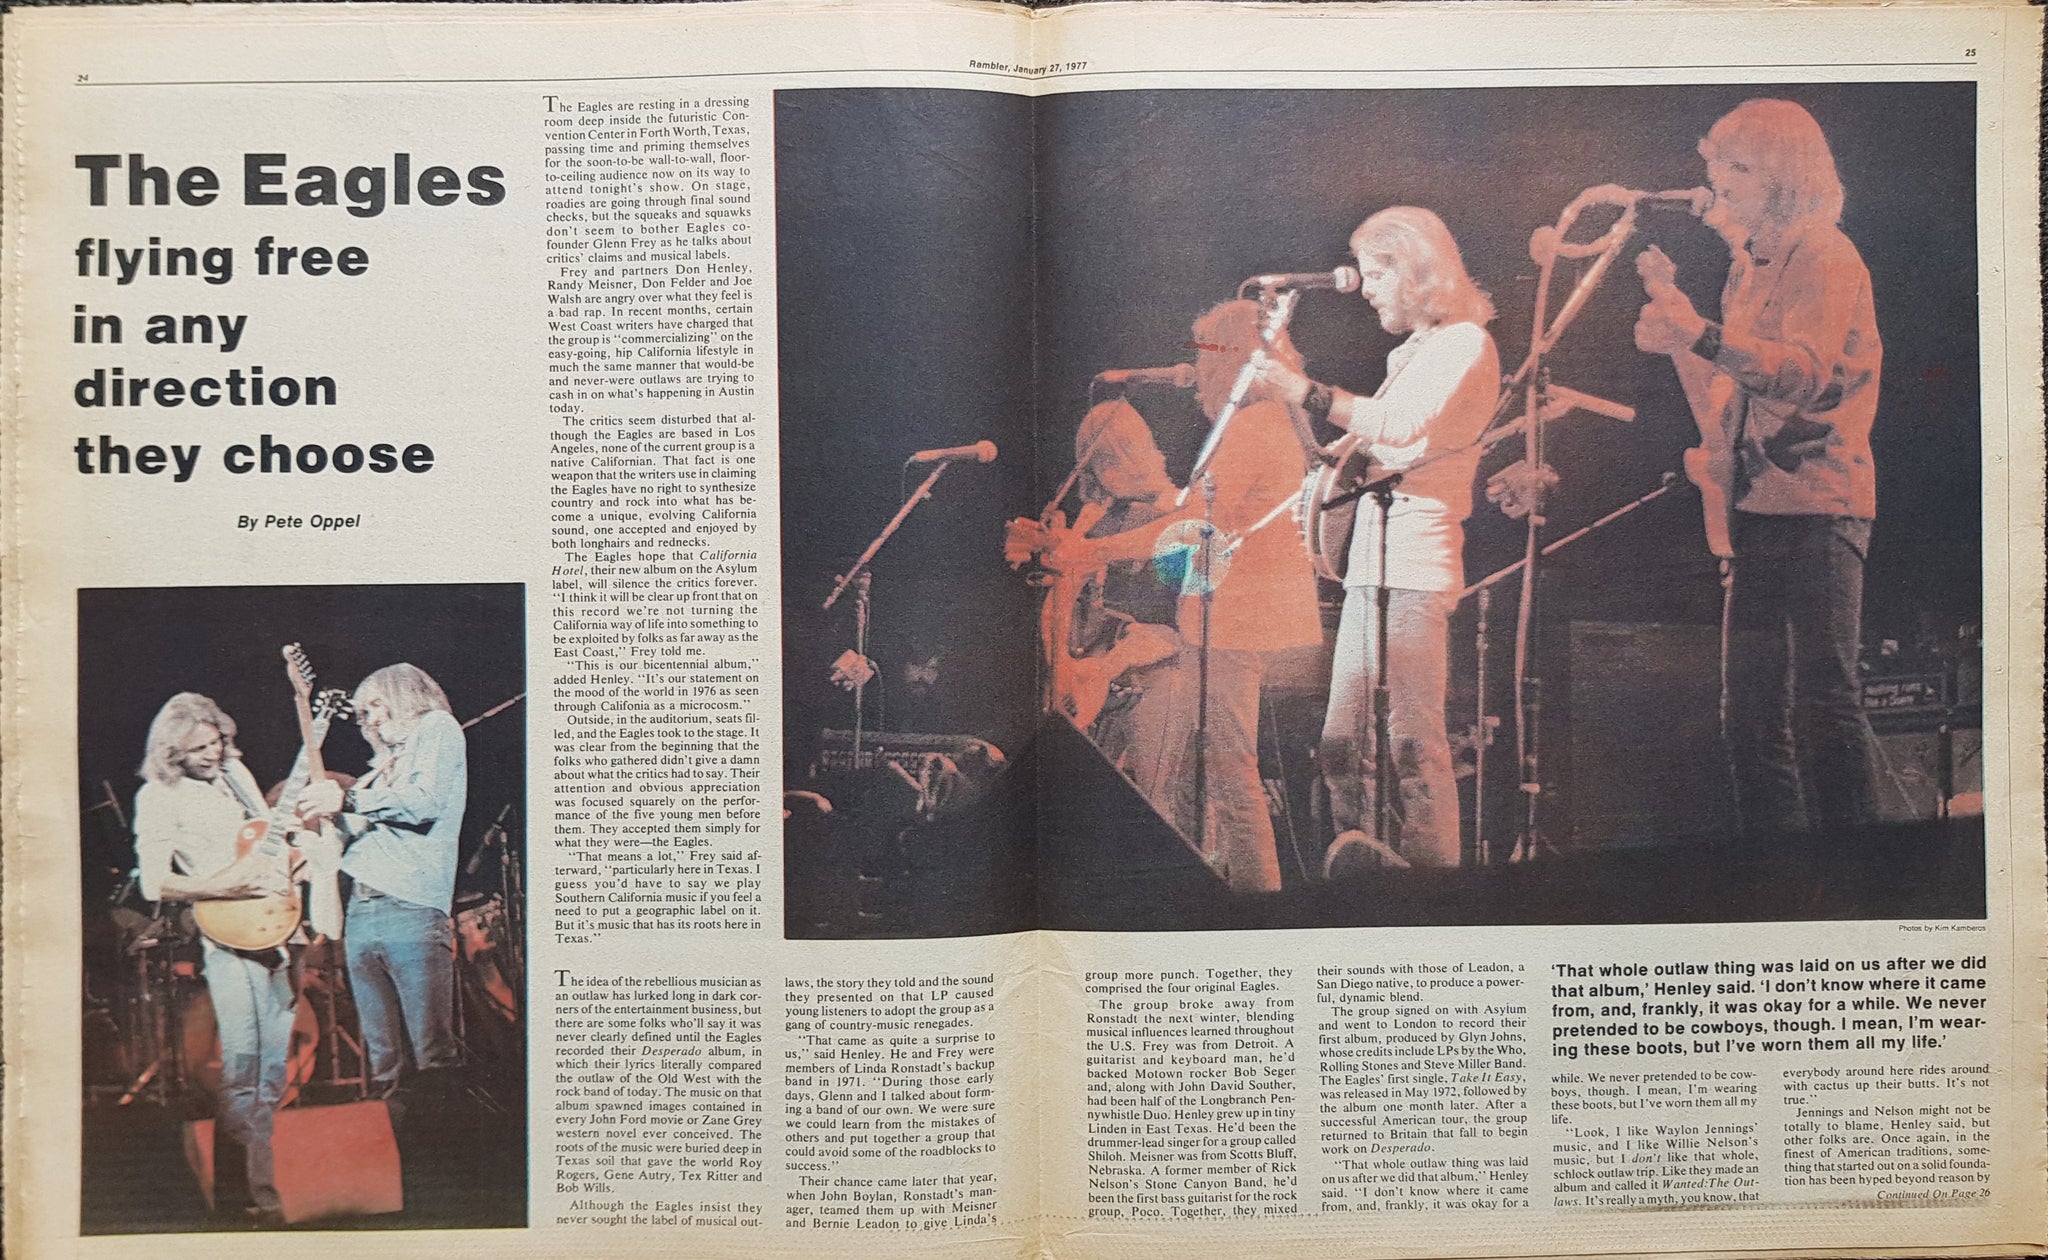 24
Rambler, January 27, 1977
25
The Eagles
flying free
in any
direction
they choose
By Pete Oppel
The Eagles are resting in a dressing
room deep inside the futuristic Con-
vention Center in Forth Worth, Texas,
passing time and priming themselves
for the soon-to-be wall-to-wall, floor-
to-ceiling audience now on its way to
attend tonight's show. On stage,
roadies are going through final sound
checks, but the squeaks and squawks
don't seem to bother Eagles co-
founder Glenn Frey as he talks about
critics' claims and musical labels.
Frey and partners Don Henley,
Randy Meisner, Don Felder and Joe
Walsh are angry over what they feel is
a bad rap. In recent months, certain
West Coast writers have charged that
the group is "commercializing" on the
easy-going, hip California lifestyle in
much the same manner that would-be
and never-were outlaws are trying to
cash in on what's happening in Austin
today.
The critics seem disturbed that al-
though the Eagles are based in Los
Angeles, none of the current group is a
native Californian. That fact is one
weapon that the writers use in claiming
the Eagles have no right to synthesize
country and rock into what has be-
come a unique, evolving California
sound, one accepted and enjoyed by
both longhairs and rednecks.
The Eagles hope that California
Hotel, their new album on the Asylum
label, will silence the critics forever.
"I think it will be clear up front that on
this record we're not turning the
California way of life into something to
be exploited by folks as far away as the
East Coast," Frey told me.
"This is our bicentennial album,"
added Henley. "It's our statement on
the mood of the world in 1976 as seen
through Califonia as a microcosm."
Outside, in the auditorium, seats fil-
led, and the Eagles took to the stage. It
was clear from the beginning that the
folks who gathered didn't give a damn
about what the critics had to say. Their
attention and obvious appreciation
was focused squarely on the perfor-
mance of the five young men before
them. They accepted them simply for
what they were—the Eagles.
"That means a lot," Frey said af-
terward, "particularly here in Texas. I
guess you'd have to say we play
Southern California music if you feel a
need to put a geographic label on it.
But it's music that has its roots here in
Texas."
The idea of the rebellious musician as
an outlaw has lurked long in dark cor-
ners of the entertainment business, but
there are some folks who'll say it was
never clearly defined until the Eagles
recorded their Desperado album, in
which their lyrics literally compared
the outlaw of the Old West with the
rock band of today. The music on that
album spawned images contained in
every John Ford movie or Zane Grey
western novel ever conceived. The
roots of the music were buried deep in
Texas soil that gave the world Roy
Rogers, Gene Autry, Tex Ritter and
Bob Wills.
Although the Eagles insist they
never sought the label of musical out-
laws, the story they told and the sound
they presented on that LP caused
young listeners to adopt the group as a
gang of country-music renegades.
"That came as quite a surprise to
us," said Henley. He and Frey were
members of Linda Ronstadt's backup
band in 1971. "During those early
days, Glenn and I talked about form-
ing a band of our own. We were sure
we could learn from the mistakes of
others and put together a group that
could avoid some of the roadblocks to
success."
Their chance came later that year,
when John Boylan, Ronstadt's man-
ager, teamed them up with Meisner
and Bernie Leadon to give Linda's
group more punch. Together, they
comprised the four original Eagles.
The group broke away from
Ronstadt the next winter, blending
musical influences learned throughout
the U.S. Frey was from Detroit. A
guitarist and keyboard man, he'd
backed Motown rocker Bob Seger
and, along with John David Souther,
had been half of the Longbranch Pen-
nywhistle Duo. Henley grew up in tiny
Linden in East Texas. He'd been the
drummer-lead singer for a group called
Shiloh. Meisner was from Scotts Bluff,
Nebraska. A former member of Rick
Nelson's Stone Canyon Band, he'd
been the first bass guitarist for the rock
group, Poco. Together, they mixed
their sounds with those of Leadon, a
San Diego native, to produce a power-
ful, dynamic blend.
The group signed on with Asylum
and went to London to record their
first album, produced by Glyn Johns,
whose credits include LPs by the Who,
Rolling Stones and Steve Miller Band.
The Eagles' first single, Take It Easy,
was released in May 1972, followed by
the album one month later. After a
successful American tour, the group
returned to Britain that fall to begin
work on Desperado.
"That whole outlaw thing was laid
on us after we did that album," Henley
said. "I don't know where it came
from, and, frankly, it was okay for a
Photos by Kim Kamberos
'That whole outlaw thing was laid on us after we did
that album,' Henley said. 'I don't know where it came
from, and, frankly, it was okay for a while. We never
pretended to be cowboys, though. I mean, I'm wear-
ing these boots, but I've worn them all my life.'
while. We never pretended to be cow-
boys, though. I mean, I'm wearing
these boots, but I've worn them all my
life.
"Look, I like Waylon Jennings'
music, and I like Willie Nelson's
music, but I don't like that whole,
schlock outlaw trip. Like they made an
album and called it Wanted: The Out-
laws. It's really a myth, you know, that
everybody around here rides around
with cactus up their butts. It's not
true."
Jennings and Nelson might not be
totally to blame, Henley said, but
other folks are. Once again, in the
finest of American traditions, some-
thing that started out on a solid founda-
tion has been hyped beyond reason by
Continued On Page 26